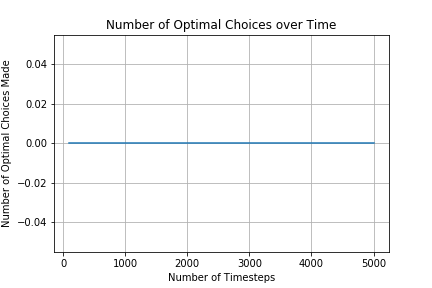 Number of Optimal Choices over Time
Number of Optimal Choices Made
0.04
0.02
0.00
−0.02
−0.04
0 1000 2000 3000 4000 5000
Number of Timesteps